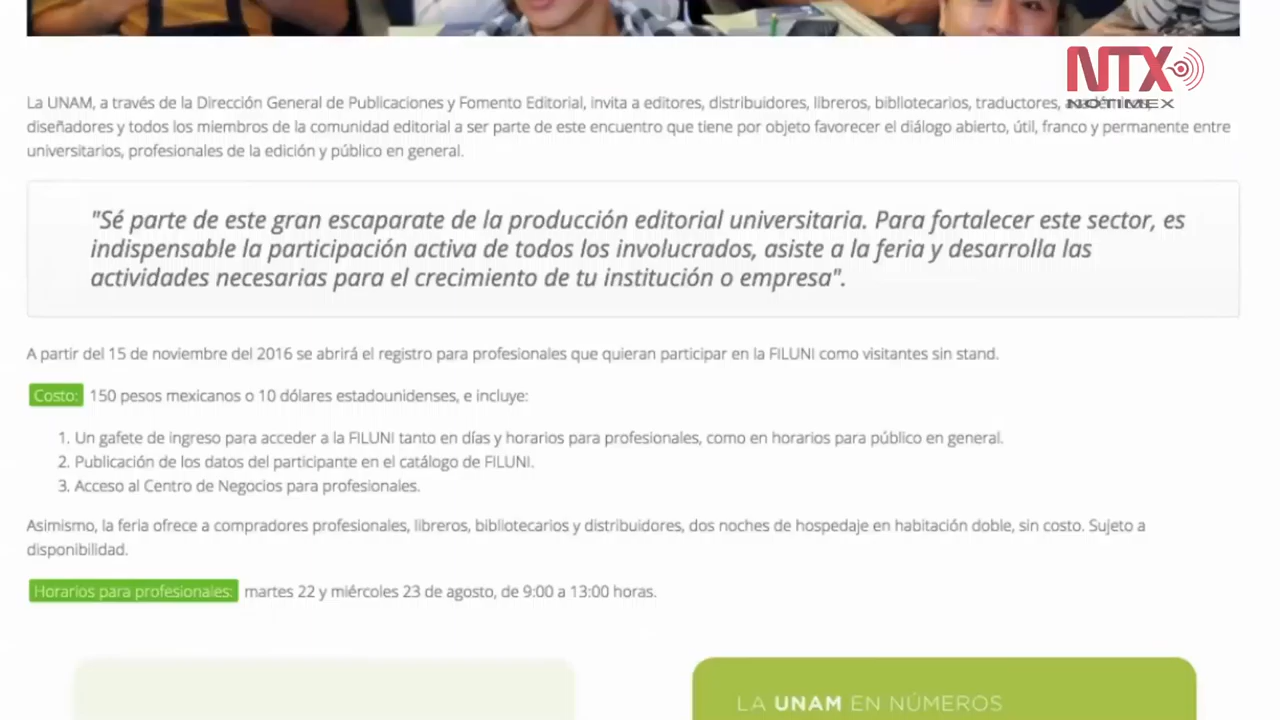 NTX
NOTIMEX
La UNAM, a través de la Dirección General de Publicaciones y Fomento Editorial, invita a editores, distribuidores, libreros, bibliotecarios, traductores,
diseñadores y todos los miembros de la comunidad editorial a ser parte de este encuentro que tiene por objeto favorecer el diálogo abierto, útil, franco y permanente entre
universitarios, profesionales de la edición y público en general.
"Sé parte de este gran escaparate de la producción editorial universitaria. Para fortalecer este sector, es
indispensable la participación activa de todos los involucrados, asiste a la feria y desarrolla las
actividades necesarias para el crecimiento de tu institución o empresa".
A partir del 15 de noviembre del 2016 se abrirá el registro para profesionales que quieran participar en la FILUNI como visitantes sin stand.
Costo: 150 pesos mexicanos o 10 dólares estadounidenses, e incluye:
1. Un gafete de ingreso para acceder a la FILUNI tanto en días y horarios para profesionales, como en horarios para público en general.
2. Publicación de los datos del participante en el catálogo de FILUNI.
3. Acceso al Centro de Negocios para profesionales.
Asimismo, la feria ofrece a compradores profesionales, libreros, bibliotecarios y distribuidores, dos noches de hospedaje en habitación doble, sin costo. Sujeto a
disponibilidad.
Horarios para profesionales: martes 22 y miércoles 23 de agosto, de 9:00 a 13:00 horas.
LA UNAM EN NÚMEROS